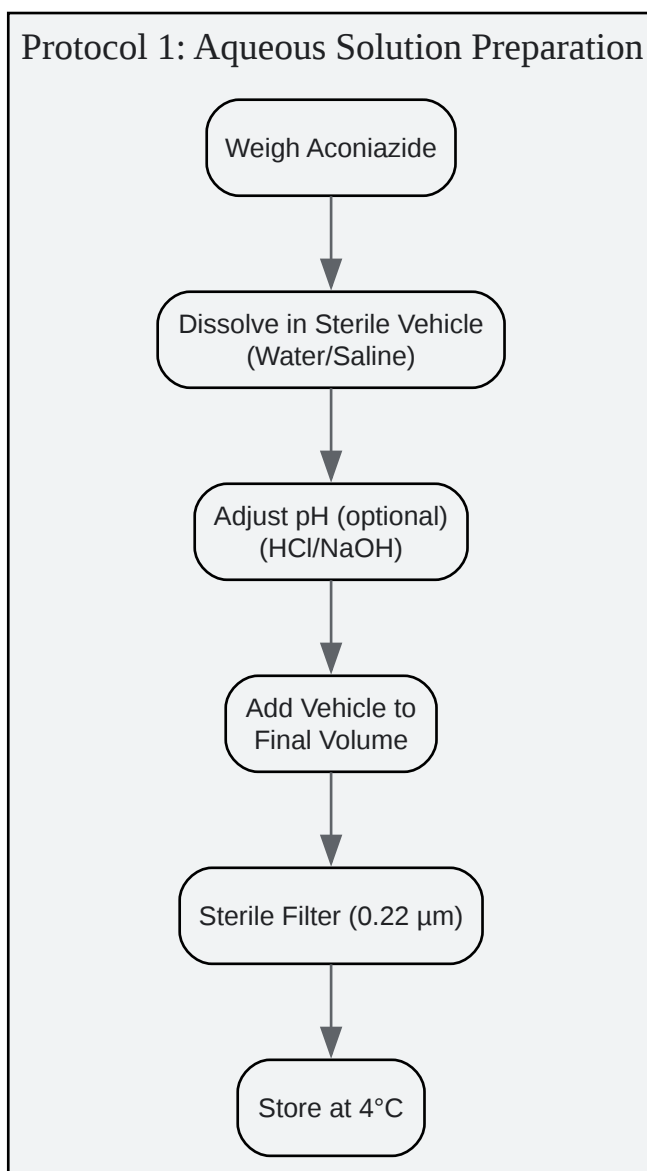 Protocol 1: Aqueous Solution Preparation
Weigh Aconiazide
Dissolve in Sterile Vehicle
(Water/Saline)
Adjust pH (optional)
(HCl/NaOH)
Add Vehicle to
Final Volume
Sterile Filter (0.22 µm)
Store at 4°C